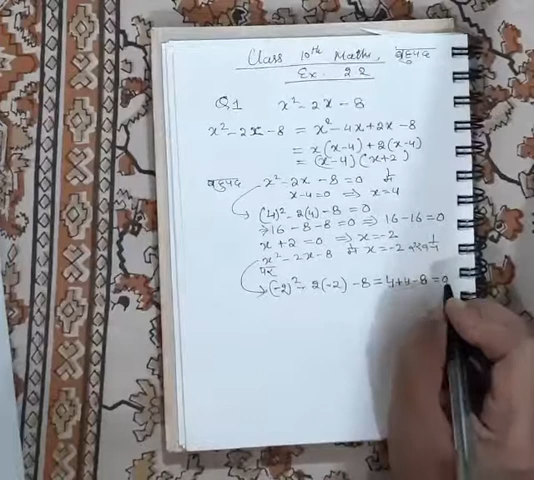 Class 10th Maths, बहुपद
Ex. 2.2
Q.1 x² - 2x - 8
x² - 2x - 8 = x² - 4x + 2x - 8
= x(x-4) + 2(x-4)
= (x-4) (x+2)
बहुपद x² - 2x - 8 = 0 में
x-4=0 ⇒ x=4
(4)² - 2(4) - 8 = 0
⇒ 16 - 8 - 8 = 0 ⇒ 16 - 16 = 0
x + 2 = 0 ⇒ x = -2
x² - 2x - 8 में x = -2 रखने
पर
(-2)² - 2(-2) - 8 = 4+4-8 = 0